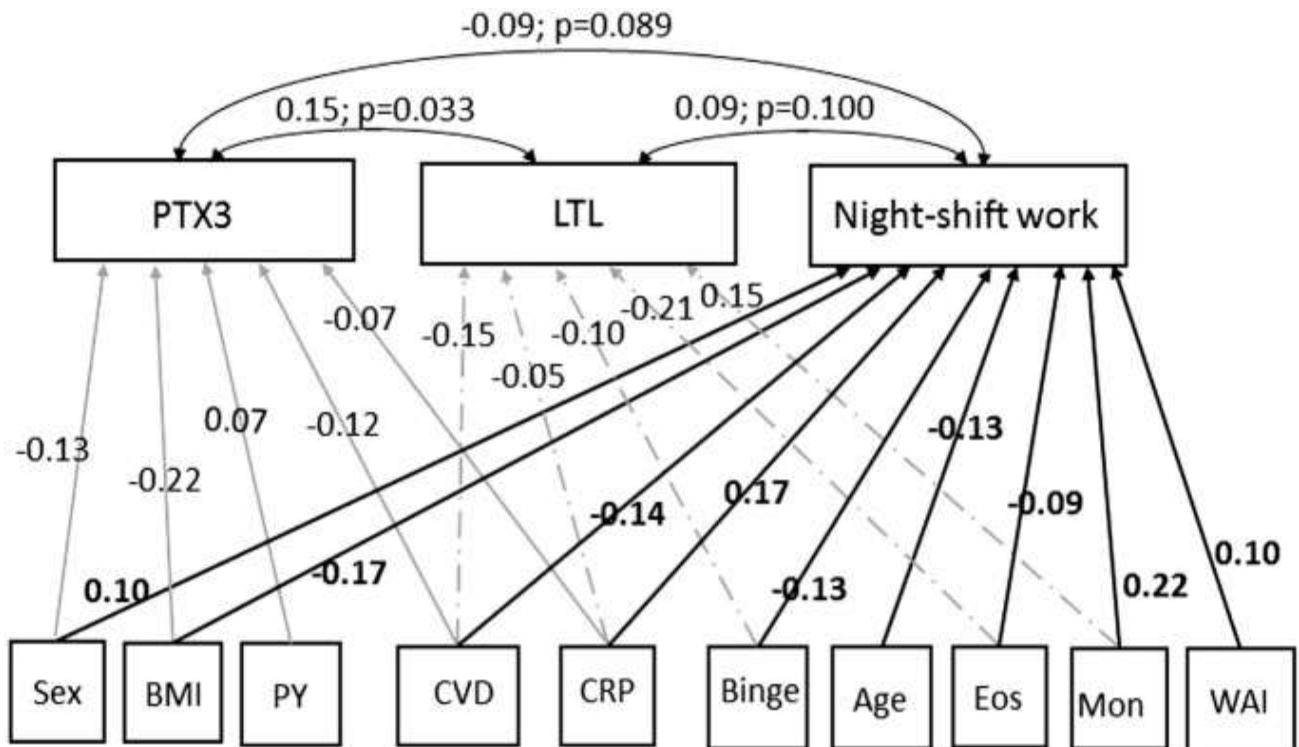 -0.09; p=0.089
0.15; p=0.033
0.09; p=0.100
PTX3
LTL
Night-shift work
-0.07
-0.15
-0.10
-0.21
0.15
-0.05
-0.13
-0.22
0.07
-0.12
-0.13
-0.14
0.17
-0.09
0.10
-0.17
-0.13
0.22
0.10
Sex
BMI
PY
CVD
CRP
Binge
Age
Eos
Mon
WAI